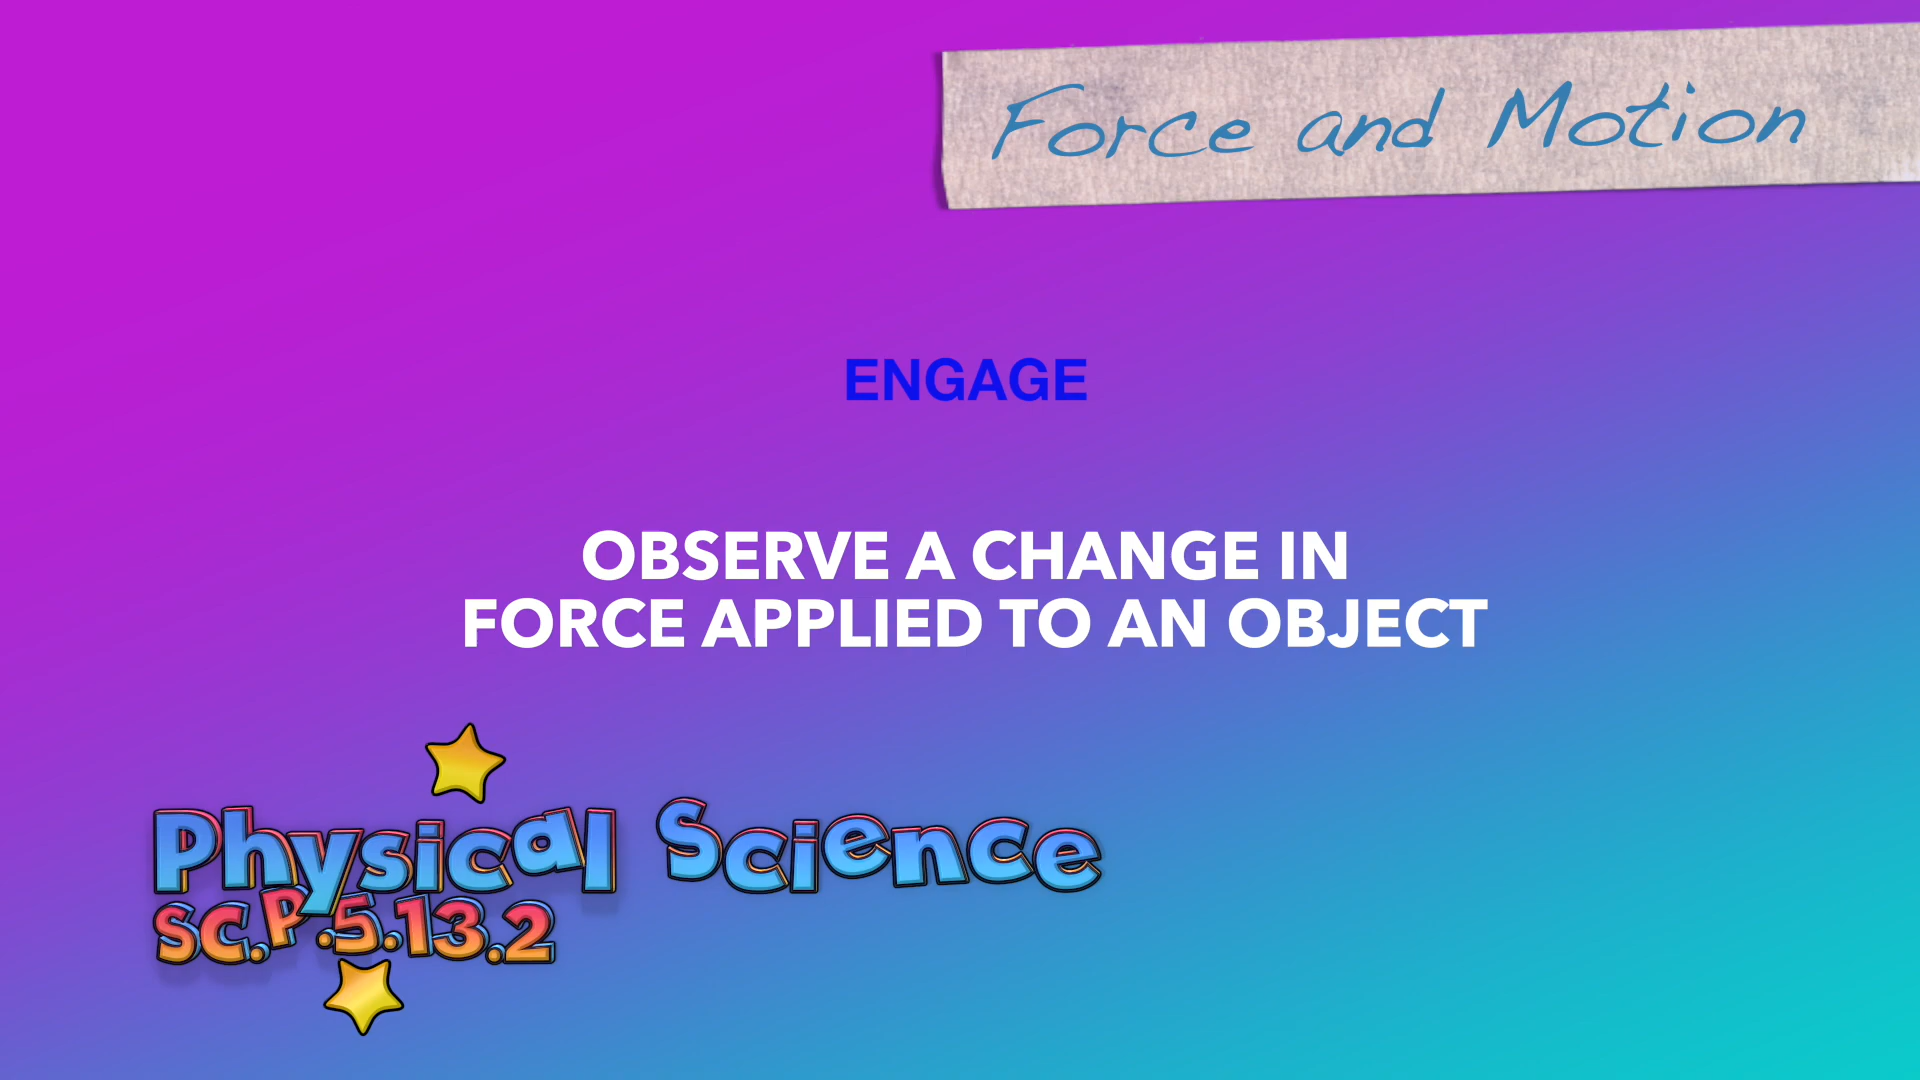 Force and Motion
ENGAGE
OBSERVE A CHANGE IN
FORCE APPLIED TO AN OBJECT
Physical Science
SC.P.5.13.2